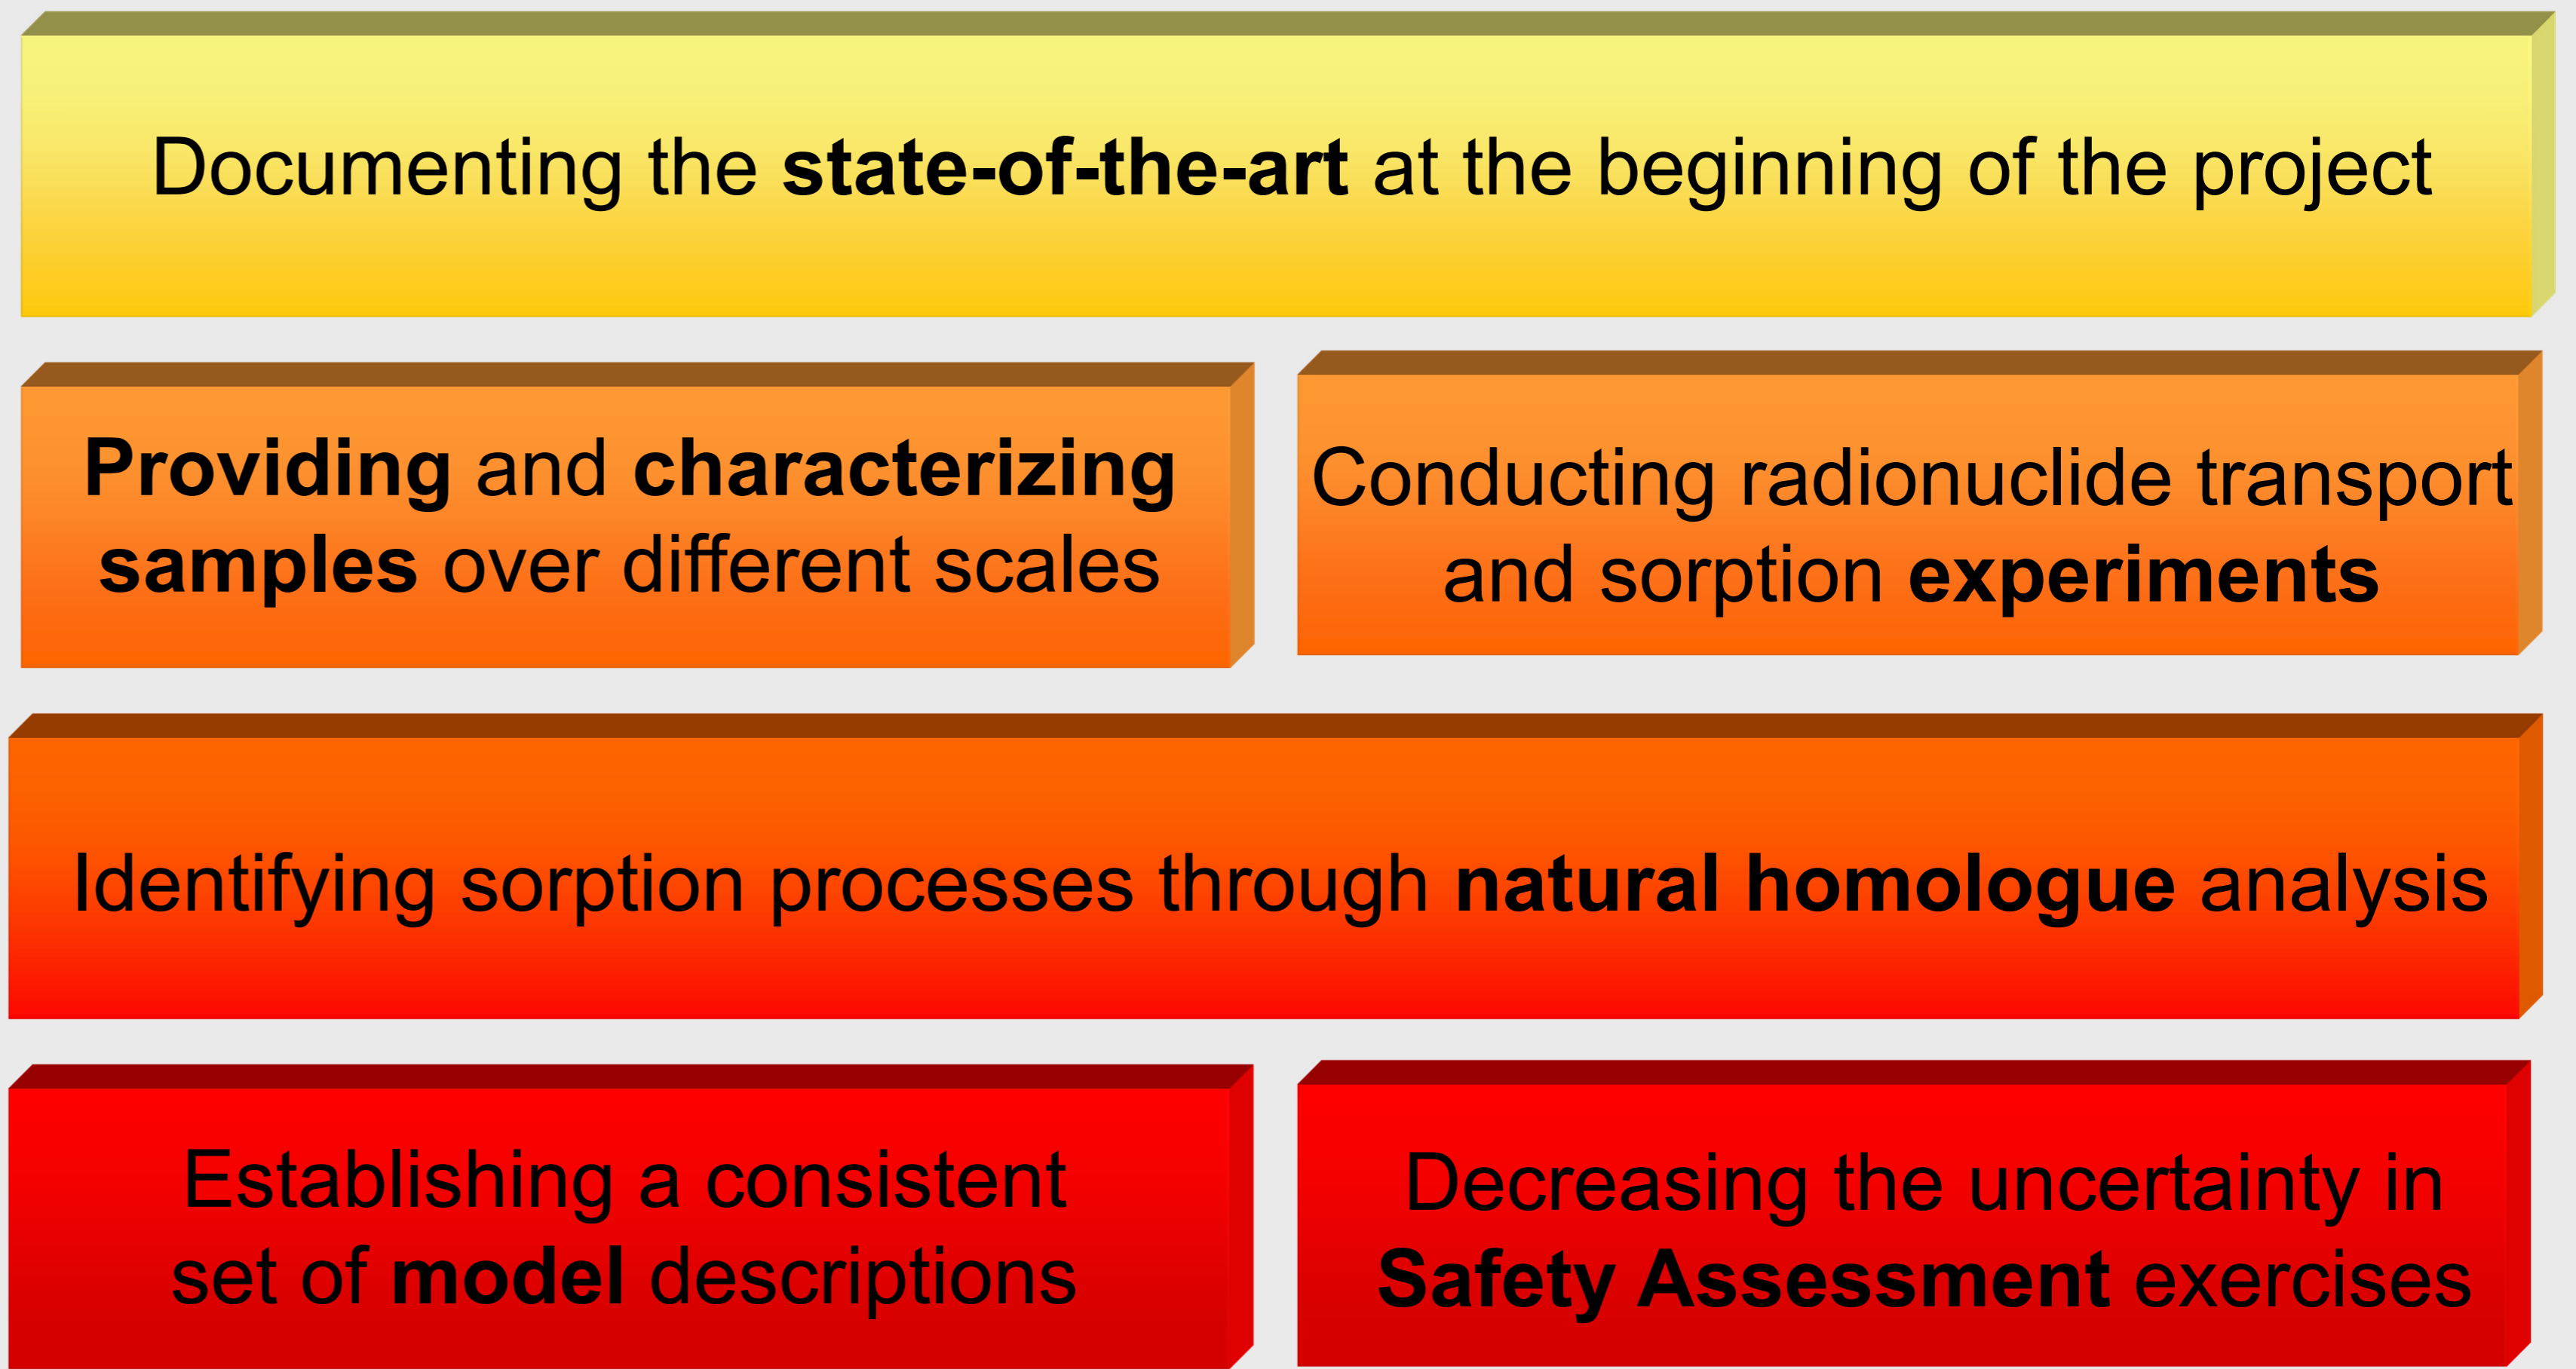 Documenting the state-of-the-art at the beginning of the project
Providing and characterizing
samples over different scales
Conducting radionuclide transport
and sorption experiments
Identifying sorption processes through natural homologue analysis
Establishing a consistent
set of model descriptions
Decreasing the uncertainty in
Safety Assessment exercises